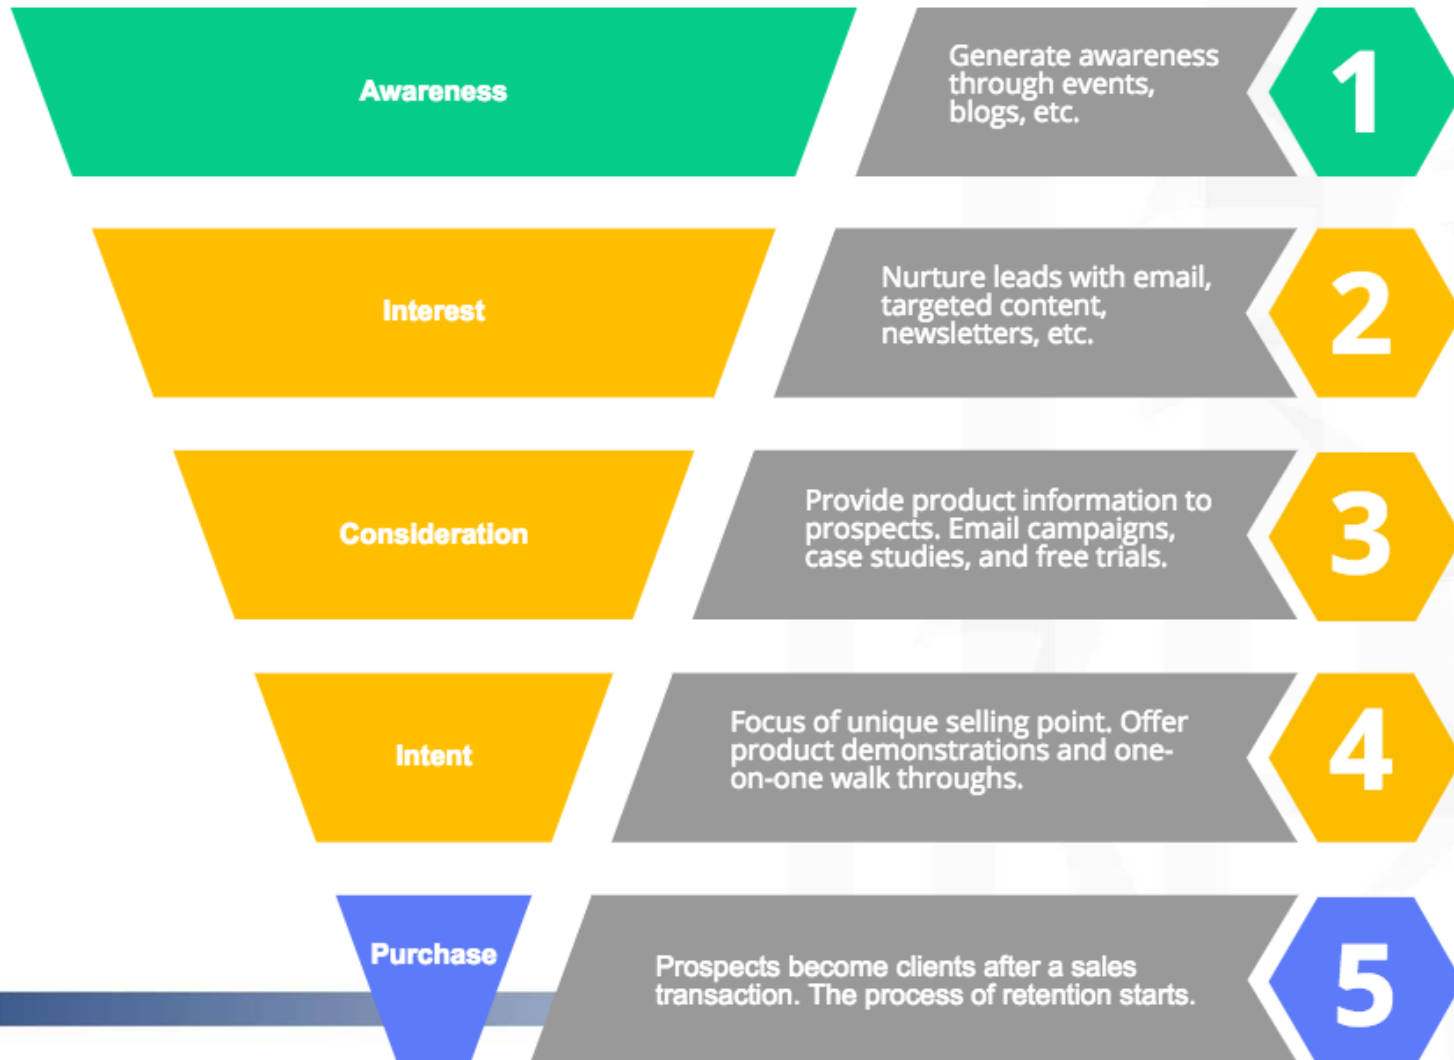 Awareness
Generate awareness
through events,
blogs, etc.
1
Interest
Nurture leads with email,
targeted content,
newsletters, etc.
2
Consideration
Provide product information to
prospects. Email campaigns,
case studies, and free trials.
3
Intent
Focus of unique selling point. Offer
product demonstrations and one-
on-one walk throughs.
4
Purchase
Prospects become clients after a sales
transaction. The process of retention starts.
5